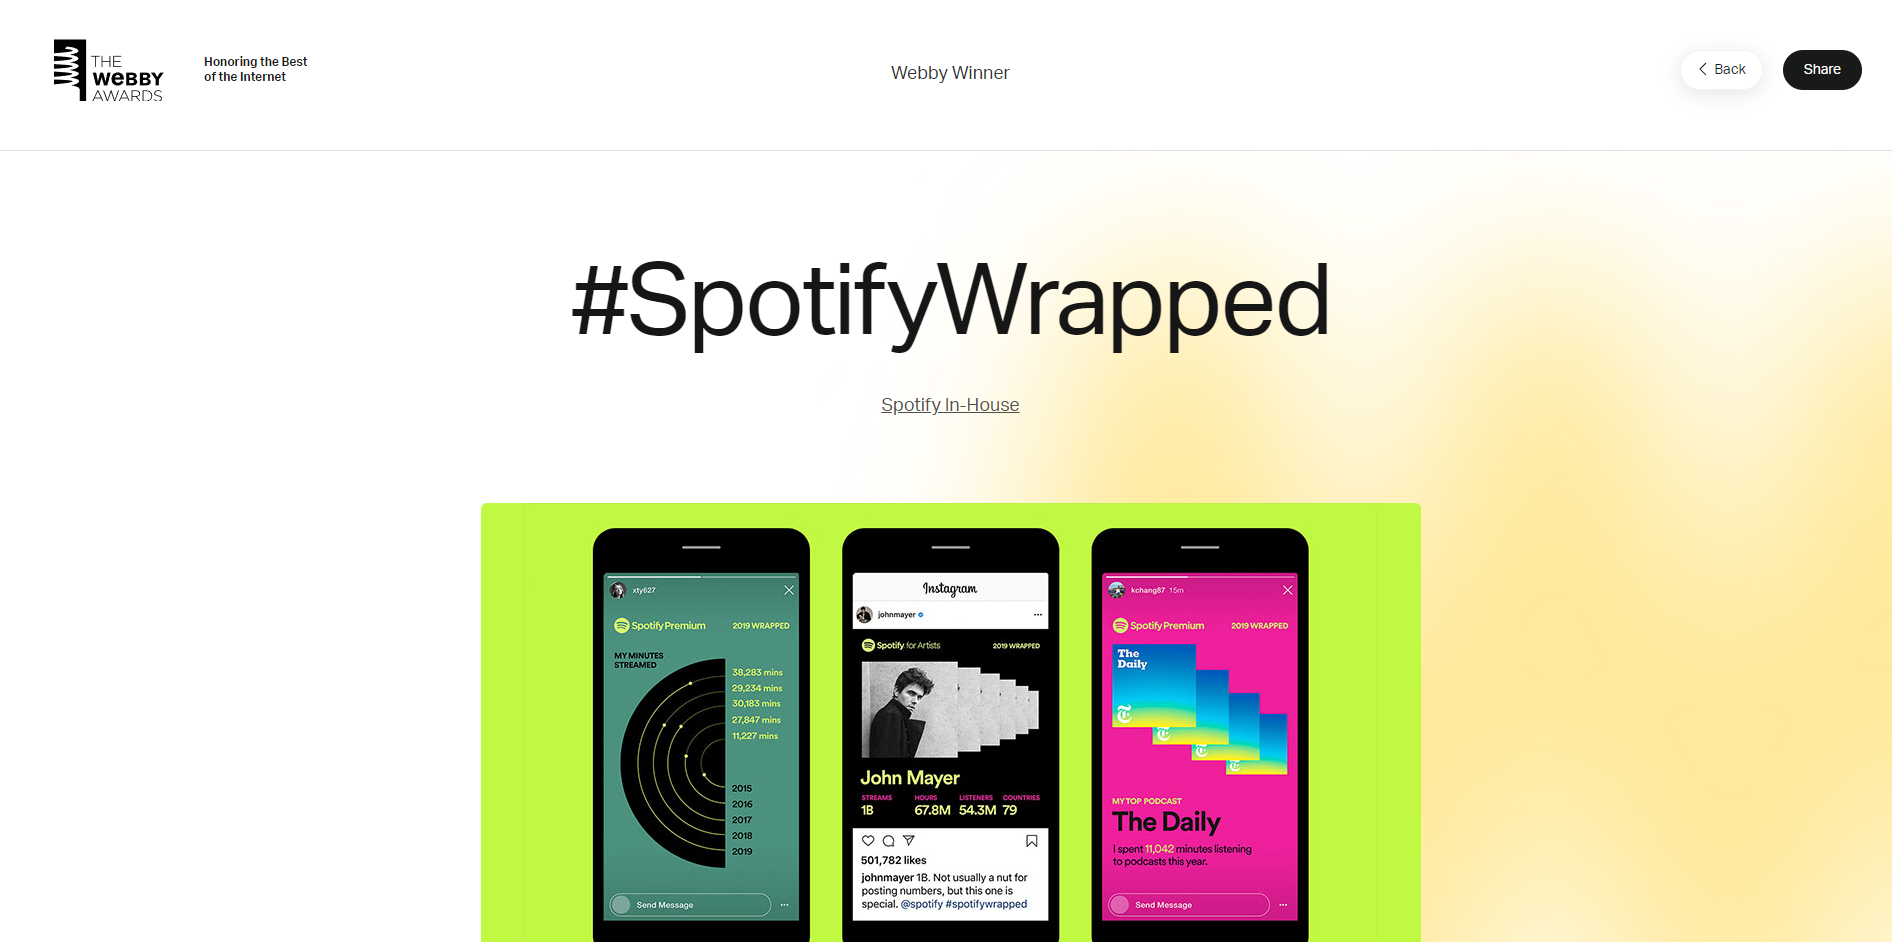 THE
WEBBY
AWARDS
Honoring the Best
of the Internet
Webby Winner
Back
Share
#SpotifyWrapped
Spotify In-House
xty627
Spotify Premium
2019 WRAPPED
MY MINUTES
STREAMED
38,283 mins
29,234 mins
30,183 mins
27,847 mins
11,227 mins
2015
2016
2017
2018
2019
Send Message
Instagram
johnmayer
Spotify for Artists
2019 WRAPPED
John Mayer
STREAMS HOURS LISTENERS COUNTRIES
1B 67.8M 54.3M 79
501,782 likes
johnmayer 1B. Not usually a nut for
posting numbers, but this one is
special. @spotify #spotifywrapped
kchang87 15m
Spotify Premium
2019 WRAPPED
The
Daily
MY TOP PODCAST
The Daily
I spent 11,042 minutes listening
to podcasts this year.
Send Message